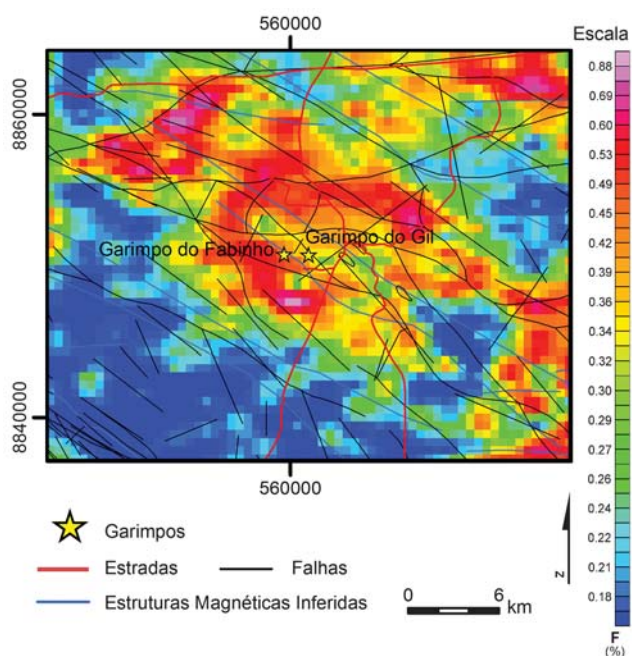 560000
Escala
8860000
8840000
Garimpo do Gil
Garimpo do Fabinho
560000
0.88
0.69
0.60
0.53
0.49
0.45
0.41
0.38
0.36
0.34
0.32
0.30
0.29
0.27
0.26
0.24
0.22
0.21
0.18
F
(%)
Garimpos
Estradas
Falhas
Estruturas Magnéticas Inferidas
0 6
km
N